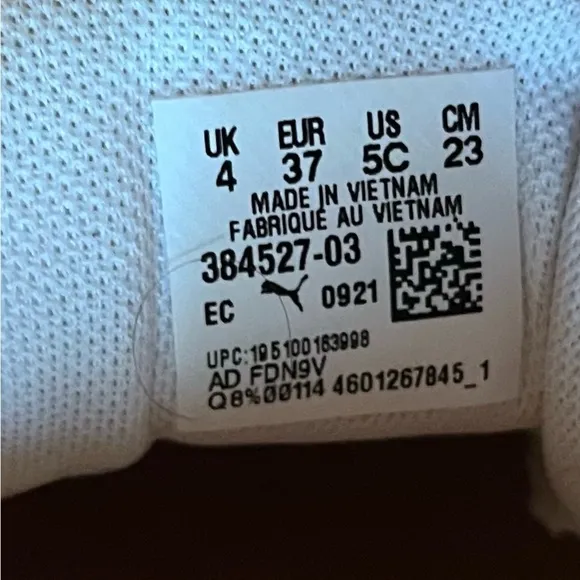 UK EUR US CM
4 37 5C 23
MADE IN VIETNAM
FABRIQUE AU VIETNAM
384527-03
EC 0921
UPC:195100163998
AD FDN9V
Q8%00114 4601267845_1